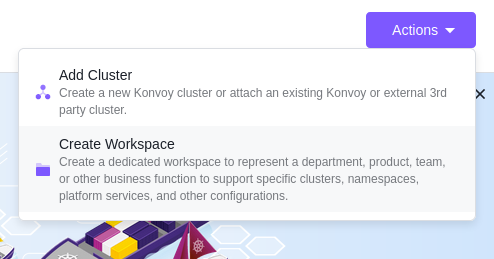 Actions
Add Cluster
Create a new Konvoy cluster or attach an existing Konvoy or external 3rd
party cluster.
Create Workspace
Create a dedicated workspace to represent a department, product, team,
or other business function to support specific clusters, namespaces,
platform services, and other configurations.